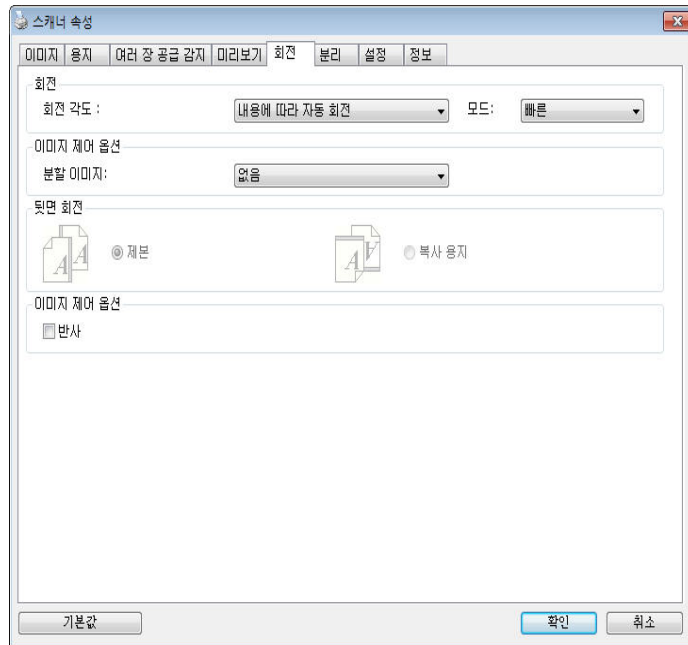 스캐너 속성
이미지 용지 여러 장 공급 감지 미리보기 회전 분리 설정 정보
회전
회전 각도 : 내용에 따라 자동 회전 모드: 빠른
이미지 제어 옵션
분할 이미지: 없음
뒷면 회전
A A 제본 A A 복사 용지
이미지 제어 옵션
반사
기본값 확인 취소